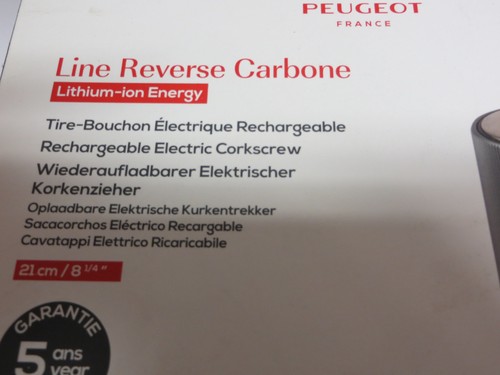 PEUGEOT
FRANCE
Line Reverse Carbone
Lithium-ion Energy
Tire-Bouchon Électrique Rechargeable
Rechargeable Electric Corkscrew
Wiederaufladbarer Elektrischer
Korkenzieher
Oplaadbare Elektrische Kurkentrekker
Sacacorchos Eléctrico Recargable
Cavatappi Elettrico Ricaricabile
21 cm / 8 1/4 "
GARANTIE
5 ans
year